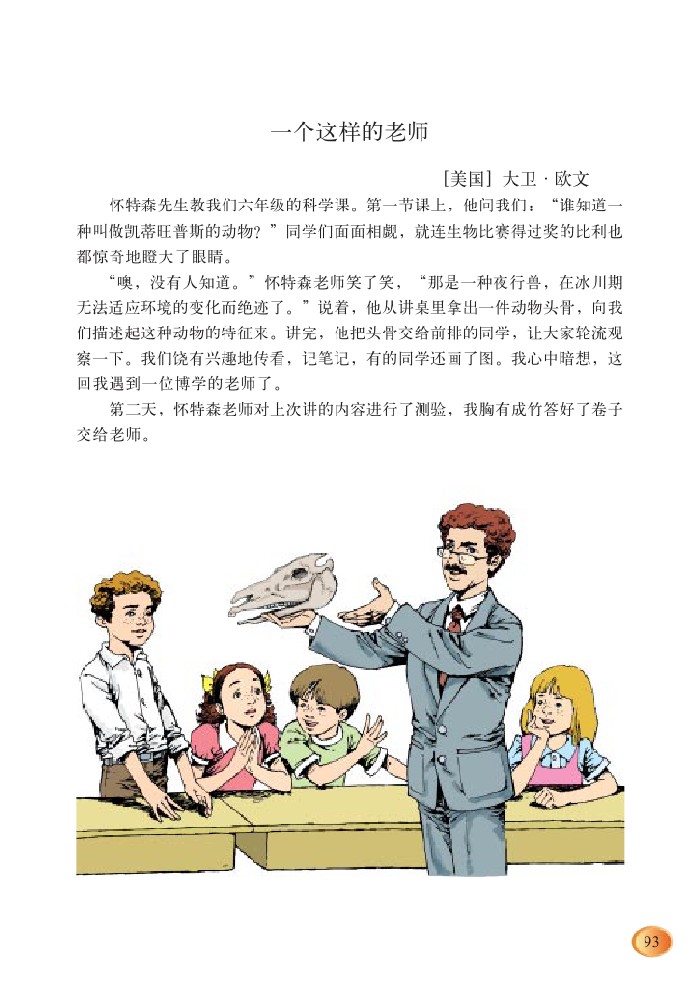 一个这样的老师
[美国] 大卫·欧文
怀特森先生教我们六年级的科学课。第一节课上，他问我们：“谁知道一
种叫做凯蒂旺普斯的动物？”同学们面面相觑，就连生物比赛得过奖的比利也
都惊奇地瞪大了眼睛。
“噢，没有人知道。”怀特森老师笑了笑，“那是一种夜行兽，在冰川期
无法适应环境的变化而绝迹了。”说着，他从讲桌里拿出一件动物头骨，向我
们描述起这种动物的特征来。讲完，他把头骨交给前排的同学，让大家轮流观
察一下。我们饶有兴趣地传看，记笔记，有的同学还画了图。我心中暗想，这
回我遇到一位博学的老师了。
第二天，怀特森老师对上次讲的内容进行了测验，我胸有成竹答好了卷子
交给老师。
93